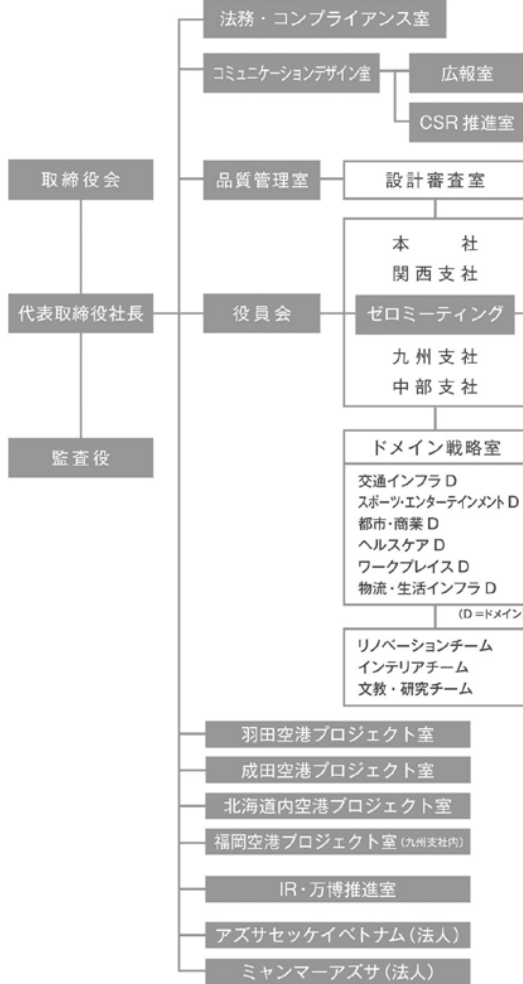 法務・コンプライアンス室
コミュニケーションデザイン室
広報室
CSR 推進室
取締役会
品質管理室
設計審査室
本 社
関西支社
代表取締役社長
役員会
ゼロミーティング
九州支社
中部支社
監査役
ドメイン戦略室
交通インフラ D
スポーツ・エンターテインメント D
都市・商業 D
ヘルスケア D
ワークプレイス D
物流・生活インフラ D
(D=ドメイン)
リノベーションチーム
インテリアチーム
文教・研究チーム
羽田空港プロジェクト室
成田空港プロジェクト室
北海道内空港プロジェクト室
福岡空港プロジェクト室(九州支社内)
IR・万博推進室
アズサセッケイベトナム(法人)
ミャンマーアズサ(法人)